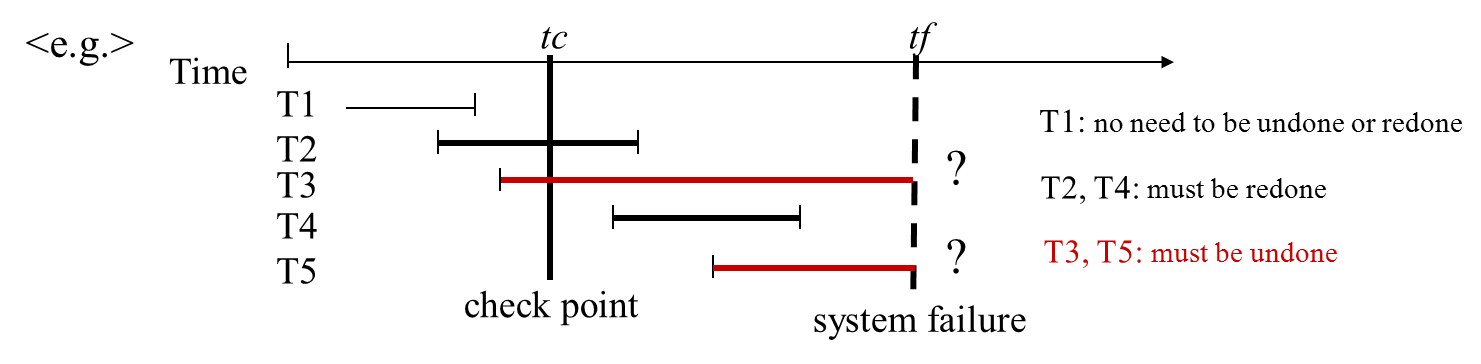 <e.g.>
Time
tc
tf
T1
T2
T3
T4
T5
?
?
check point
system failure
T1: no need to be undone or redone
T2, T4: must be redone
T3, T5: must be undone